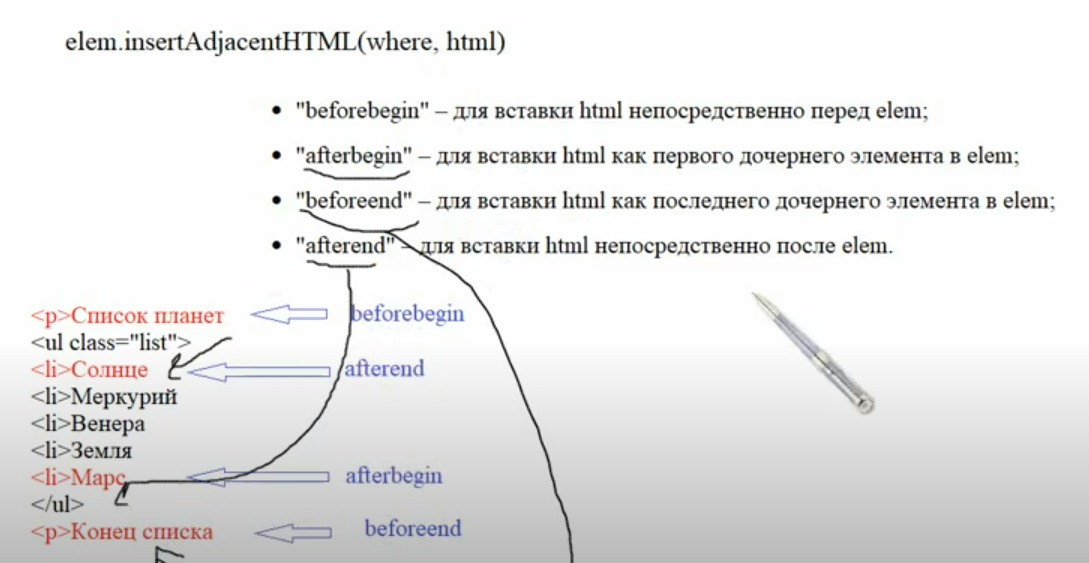 elem.insertAdjacentHTML(where, html)
• "beforebegin" – для вставки html непосредственно перед elem;
• "afterbegin" – для вставки html как первого дочернего элемента в elem;
• "beforeend" – для вставки html как последнего дочернего элемента в elem;
• "afterend" – для вставки html непосредственно после elem.
<p>Список планет beforebegin
<ul class="list">
<li>Солнце afterend
<li>Меркурий
<li>Венера
<li>Земля
<li>Марс afterbegin
</ul>
<p>Конец списка beforeend